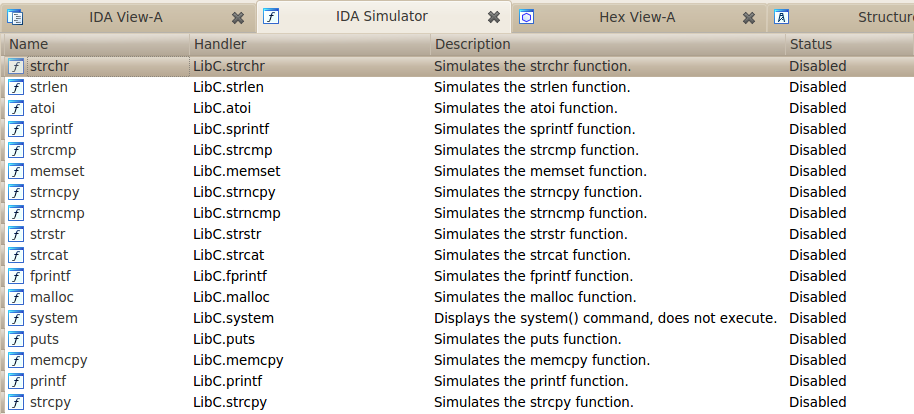 IDA View-A IDA Simulator Hex View-A Structure
Name Handler Description Status
strchr LibC.strchr Simulates the strchr function. Disabled
strlen LibC.strlen Simulates the strlen function. Disabled
atoi LibC.atoi Simulates the atoi function. Disabled
sprintf LibC.sprintf Simulates the sprintf function. Disabled
strcmp LibC.strcmp Simulates the strcmp function. Disabled
memset LibC.memset Simulates the memset function. Disabled
strncpy LibC.strncpy Simulates the strncpy function. Disabled
strncmp LibC.strncmp Simulates the strncmp function. Disabled
strstr LibC.strstr Simulates the strstr function. Disabled
strcat LibC.strcat Simulates the strcat function. Disabled
fprintf LibC.fprintf Simulates the fprintf function. Disabled
malloc LibC.malloc Simulates the malloc function. Disabled
system LibC.system Displays the system() command, does not execute. Disabled
puts LibC.puts Simulates the puts function. Disabled
memcpy LibC.memcpy Simulates the memcpy function. Disabled
printf LibC.printf Simulates the printf function. Disabled
strcpy LibC.strcpy Simulates the strcpy function. Disabled